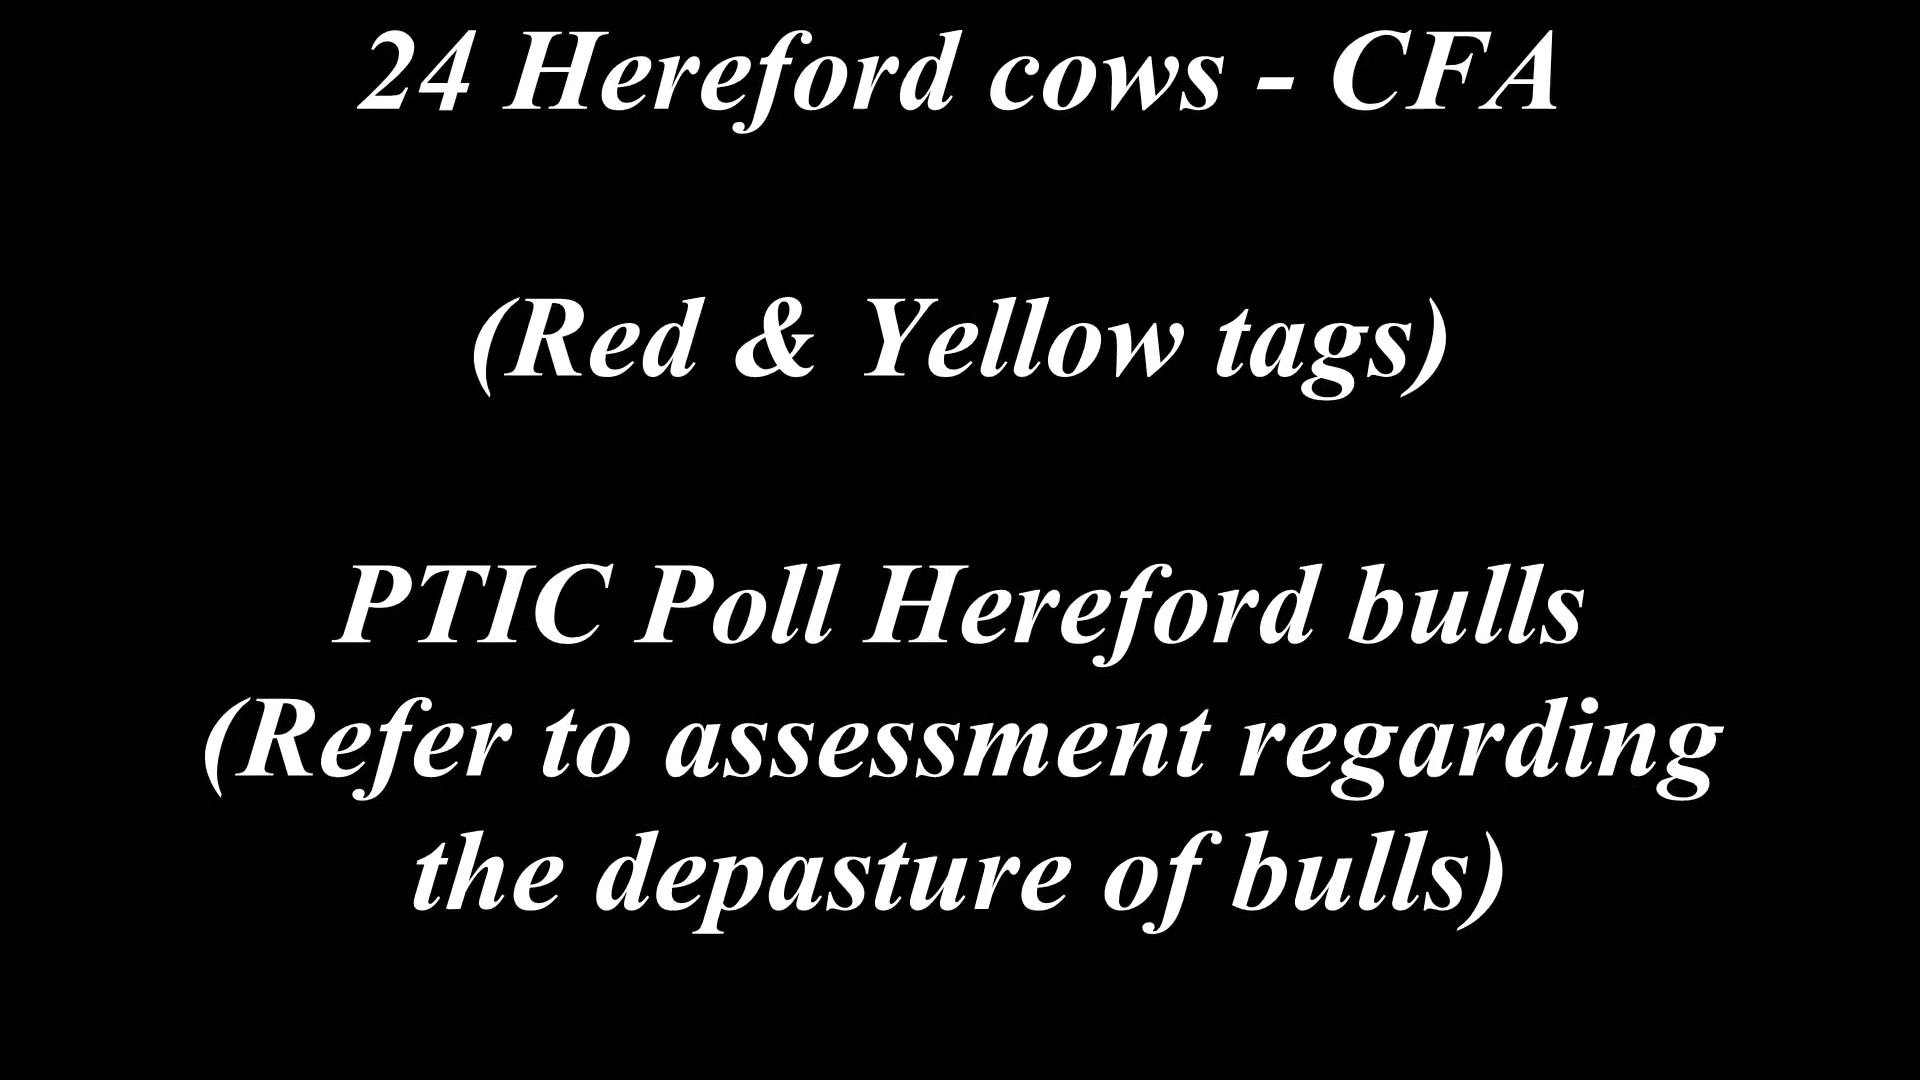 24 Hereford cows - CFA
(Red & Yellow tags)
PTIC Poll Hereford bulls
(Refer to assessment regarding
the depasture of bulls)